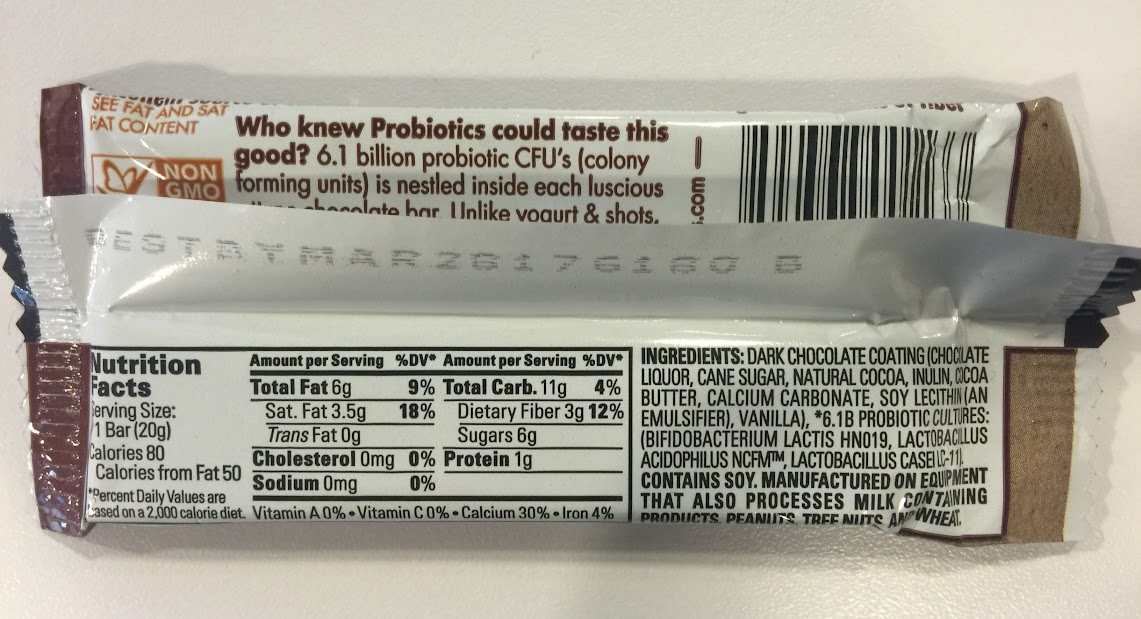 SEE FAT AND SAT
FAT CONTENT
NON
GMO
Who knew Probiotics could taste this
good? 6.1 billion probiotic CFU's (colony
forming units) is nestled inside each luscious
chocolate bar. Unlike yogurt & shots,
.com
of fiber
BEST BY MAR 2017 6160 B
Nutrition
Facts
Serving Size:
1 Bar (20g)
Calories 80
Calories from Fat 50
*Percent Daily Values are
based on a 2,000 calorie diet.
Amount per Serving %DV*
Total Fat 6g 9%
Sat. Fat 3.5g 18%
Trans Fat 0g
Cholesterol 0mg 0%
Sodium 0mg 0%
Amount per Serving %DV*
Total Carb. 11g 4%
Dietary Fiber 3g 12%
Sugars 6g
Protein 1g
Vitamin A 0% • Vitamin C 0% • Calcium 30% • Iron 4%
INGREDIENTS: DARK CHOCOLATE COATING (CHOCLATE
LIQUOR, CANE SUGAR, NATURAL COCOA, INULIN, COCOA
BUTTER, CALCIUM CARBONATE, SOY LECITHIN (AN
EMULSIFIER), VANILLA), *6.1B PROBIOTIC CULTURES:
(BIFIDOBACTERIUM LACTIS HN019, LACTOBACILLUS
ACIDOPHILUS NCFM™, LACTOBACILLUS CASEI LC-11).
CONTAINS SOY. MANUFACTURED ON EQUIPMENT
THAT ALSO PROCESSES MILK CONTAINING
PRODUCTS, PEANUTS, TREE NUTS AND WHEAT.